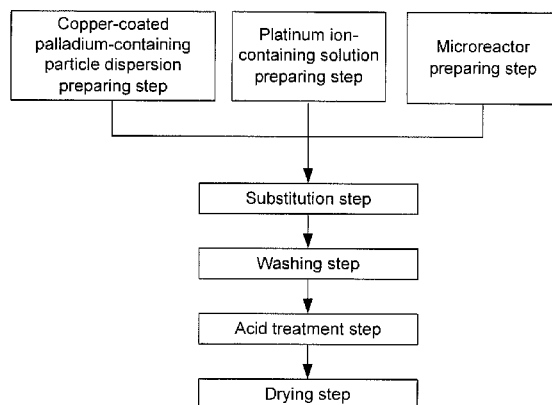 Copper-coated
palladium-containing
particle dispersion
preparing step
Platinum ion-
containing solution
preparing step
Microreactor
preparing step
Substitution step
Washing step
Acid treatment step
Drying step